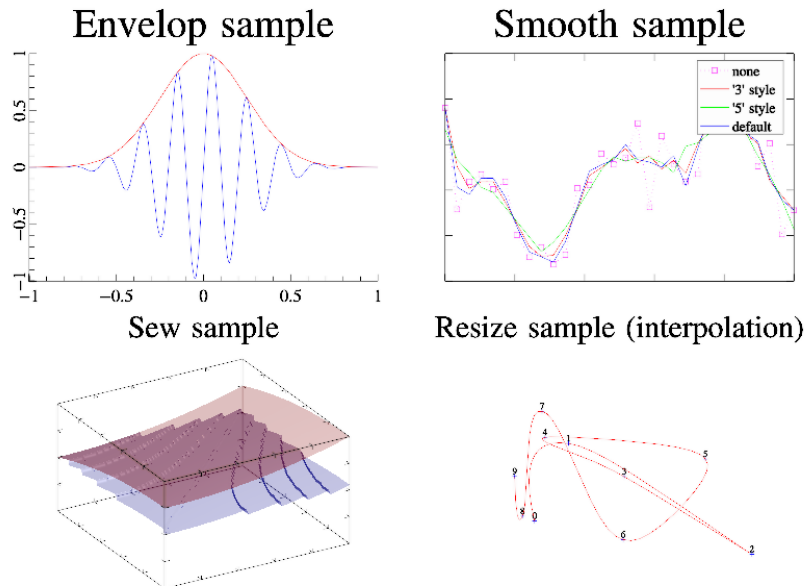 Envelop sample
Smooth sample
1
0.5
0
−0.5
−1
−1 −0.5 0 0.5 1
none
'3' style
'5' style
default
Sew sample
Resize sample (interpolation)
7
4 1
5
3
9
8 0
6
2